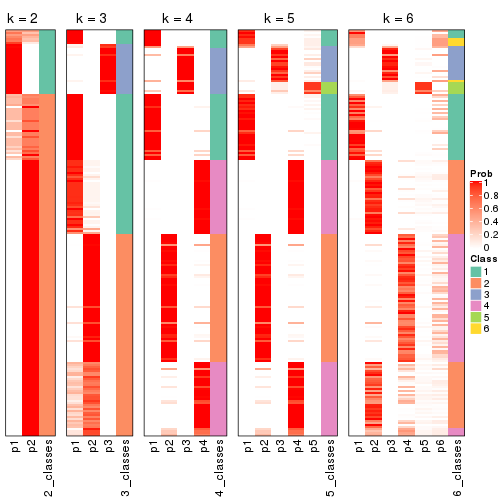 k = 2
k = 3
k = 4
k = 5
k = 6
p1
p2
2_classes
p1
p2
p3
3_classes
p1
p2
p3
p4
4_classes
p1
p2
p3
p4
p5
5_classes
p1
p2
p3
p4
p5
p6
6_classes
Prob
1
0.8
0.6
0.4
0.2
0
Class
1
2
3
4
5
6